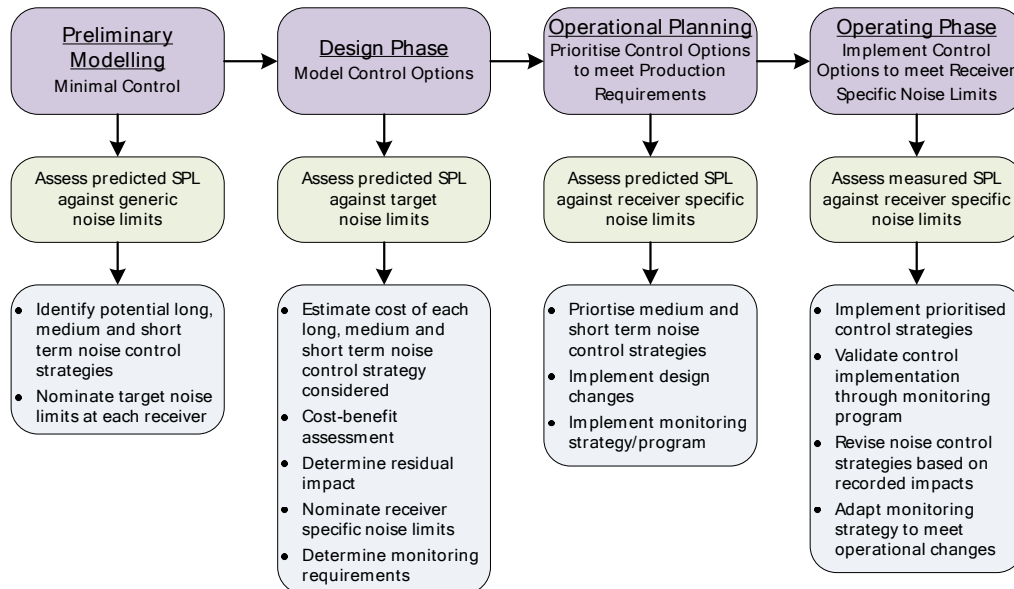 Preliminary
Modelling
Minimal Control
Design Phase
Model Control Options
Operational Planning
Prioritise Control Options
to meet Production
Requirements
Operating Phase
Implement Control
Options to meet Receiver
Specific Noise Limits
Assess predicted SPL
against generic
noise limits
Assess predicted SPL
against target
noise limits
Assess predicted SPL
against receiver specific
noise limits
Assess measured SPL
against receiver specific
noise limits
• Identify potential long,
medium and short
term noise control
strategies
• Nominate target noise
limits at each receiver
• Estimate cost of each
long, medium and
short term noise
control strategy
considered
• Cost-benefit
assessment
• Determine residual
impact
• Nominate receiver
specific noise limits
• Determine monitoring
requirements
• Priortise medium and
short term noise
control strategies
• Implement design
changes
• Implement monitoring
strategy/program
• Implement prioritised
control strategies
• Validate control
implementation
through monitoring
program
• Revise noise control
strategies based on
recorded impacts
• Adapt monitoring
strategy to meet
operational changes